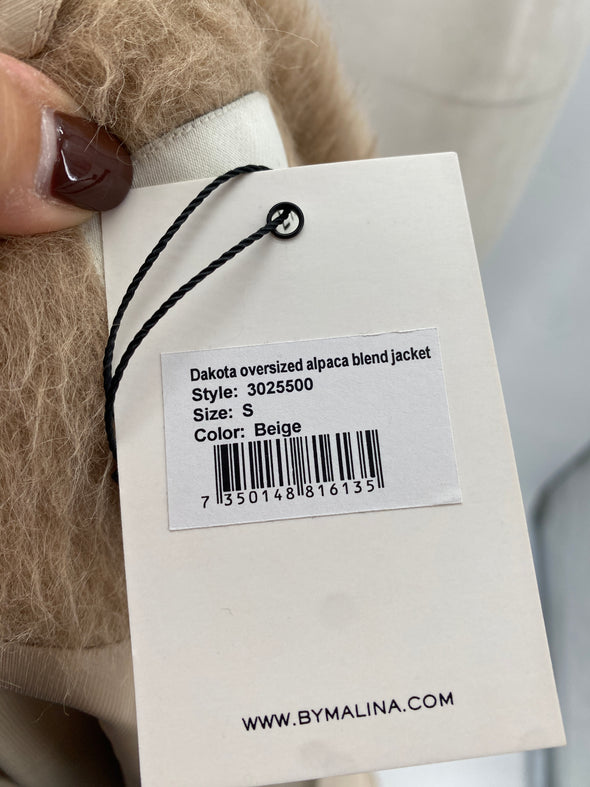 Dakota oversized alpaca blend jacket
Style: 3025500
Size: S
Color: Beige
7 350148 816135
WWW.BYMALINA.COM